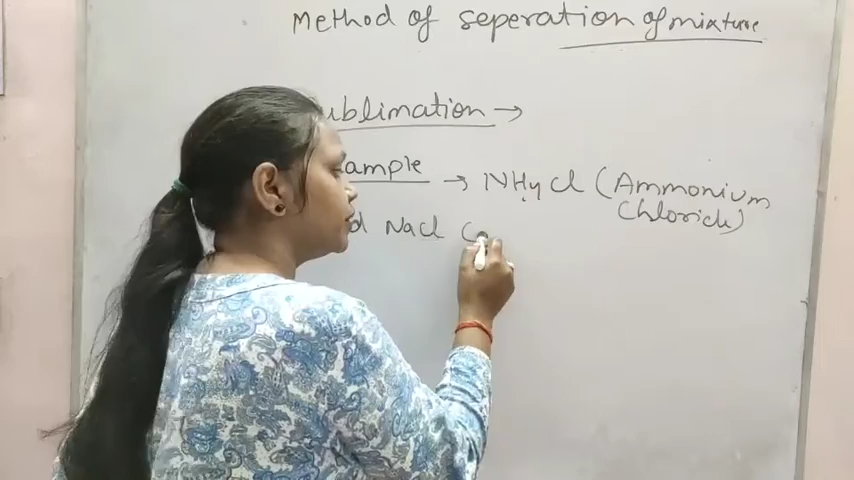 Method of seperation of mixture
ublimation →
ample → NH4Cl (Ammonium
Chloride)
d NaCl (